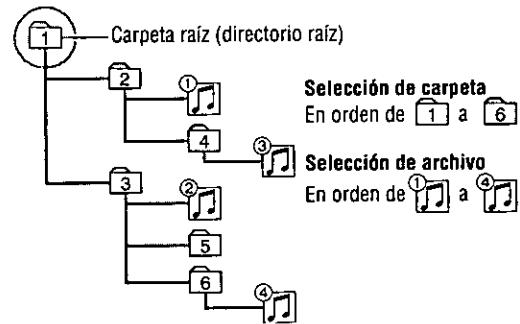 1 Carpeta raíz (directorio raíz)
2
①
4
③
3
②
5
6
④
Selección de carpeta
En orden de 1 a 6
Selección de archivo
En orden de ① a ④